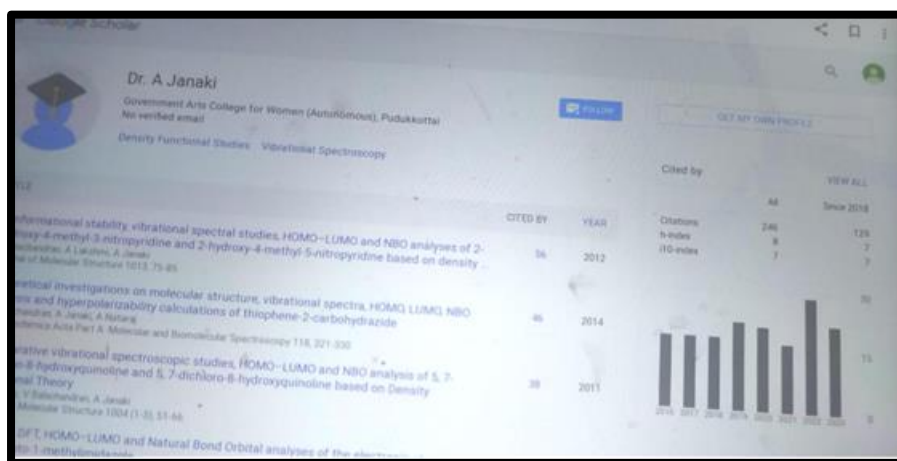 Google Scholar
Dr. A Janaki
Government Arts College for Women (Autonomous), Pudukkottai
No verified email
Density Functional Studies Vibrational Spectroscopy
FOLLOW
GET MY OWN PROFILE
Cited by
VIEW ALL
All Since 2018
Citations 246 125
h-index 8 7
i10-index 7 7
TITLE CITED BY YEAR
formational stability, vibrational spectral studies, HOMO–LUMO and NBO analyses of 2-
hydroxy-4-methyl-3-nitropyridine and 2-hydroxy-4-methyl-5-nitropyridine based on density ...
A Lakshmi, A Janaki
of Molecular Structure 1013, 75-85
56 2012
retical investigations on molecular structure, vibrational spectra, HOMO, LUMO, NBO
and hyperpolarizability calculations of thiophene-2-carbohydrazide
A Janaki, A Nataraj
Acta Part A: Molecular and Biomolecular Spectroscopy 118, 321-330
46 2014
rative vibrational spectroscopic studies, HOMO–LUMO and NBO analysis of 5, 7-
8-hydroxyquinoline and 5, 7-dichloro-8-hydroxyquinoline based on Density
nal Theory
V Balachandran, A Janaki
Molecular Structure 1004 (1-3), 51-66
38 2011
DFT, HOMO–LUMO and Natural Bond Orbital analyses of the
1-methylimidazole
30
15
0
2016 2017 2018 2019 2020 2021 2022 2023